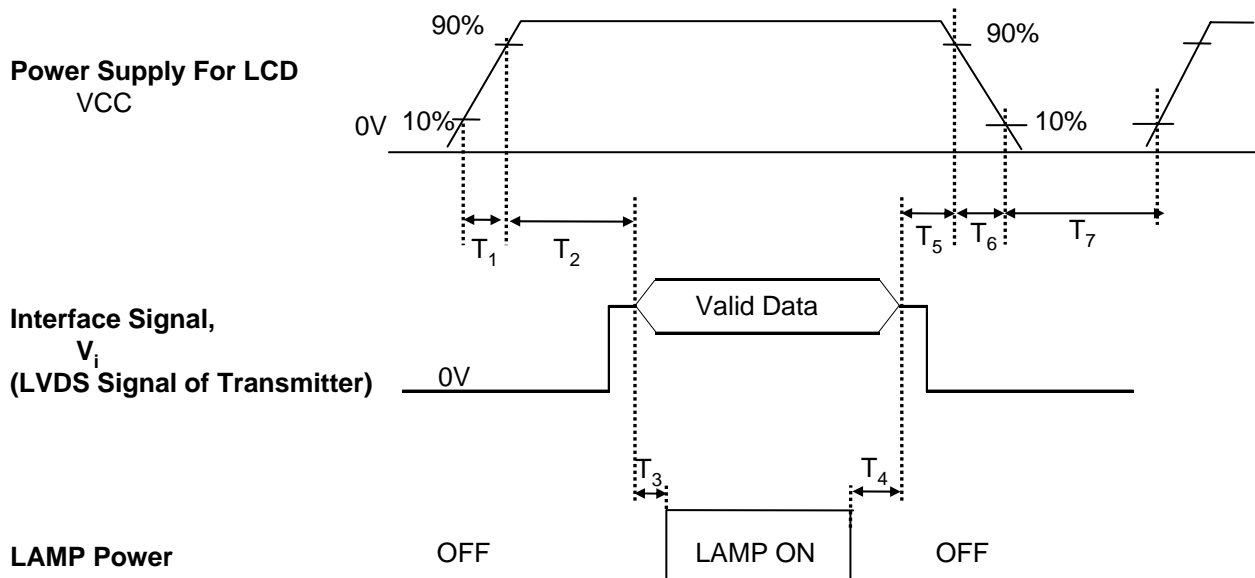 90%
90%
Power Supply For LCD
VCC
0V
10%
10%
T1
T2
T5
T6
T7
Interface Signal,
Vi
(LVDS Signal of Transmitter)
Valid Data
0V
T3
T4
LAMP Power
OFF
LAMP ON
OFF